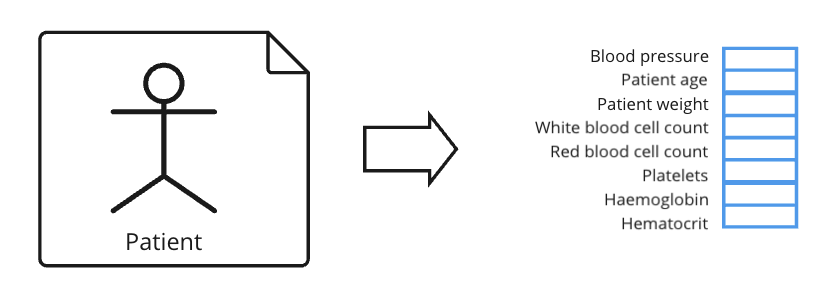 Patient
Blood pressure
Patient age
Patient weight
White blood cell count
Red blood cell count
Platelets
Haemoglobin
Hematocrit